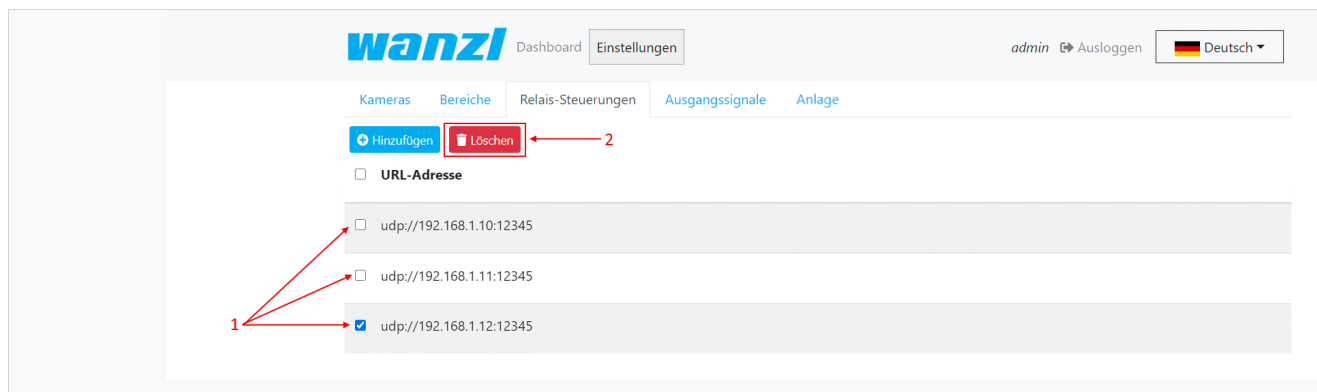 wanzl Dashboard Einstellungen admin Ausloggen Deutsch
Kameras Bereiche Relais-Steuerungen Ausgangssignale Anlage
Hinzufügen Löschen 2
URL-Adresse
udp://192.168.1.10:12345
udp://192.168.1.11:12345
1 udp://192.168.1.12:12345